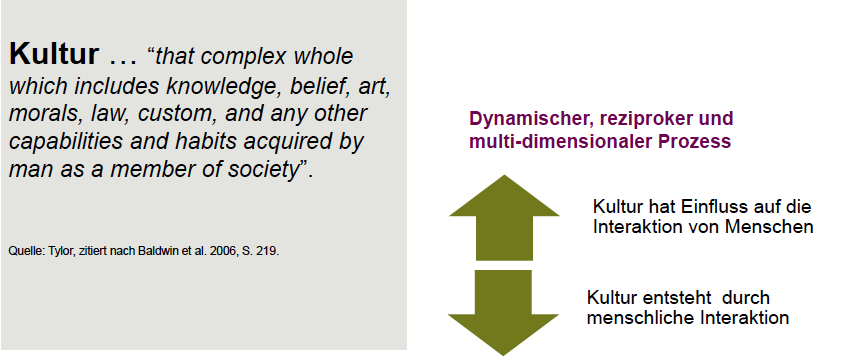 Kultur … “that complex whole
which includes knowledge, belief, art,
morals, law, custom, and any other
capabilities and habits acquired by
man as a member of society”.
Quelle: Tylor, zitiert nach Baldwin et al. 2006, S. 219.
Dynamischer, reziproker und
multi-dimensionaler Prozess
Kultur hat Einfluss auf die
Interaktion von Menschen
Kultur entsteht  durch
menschliche Interaktion